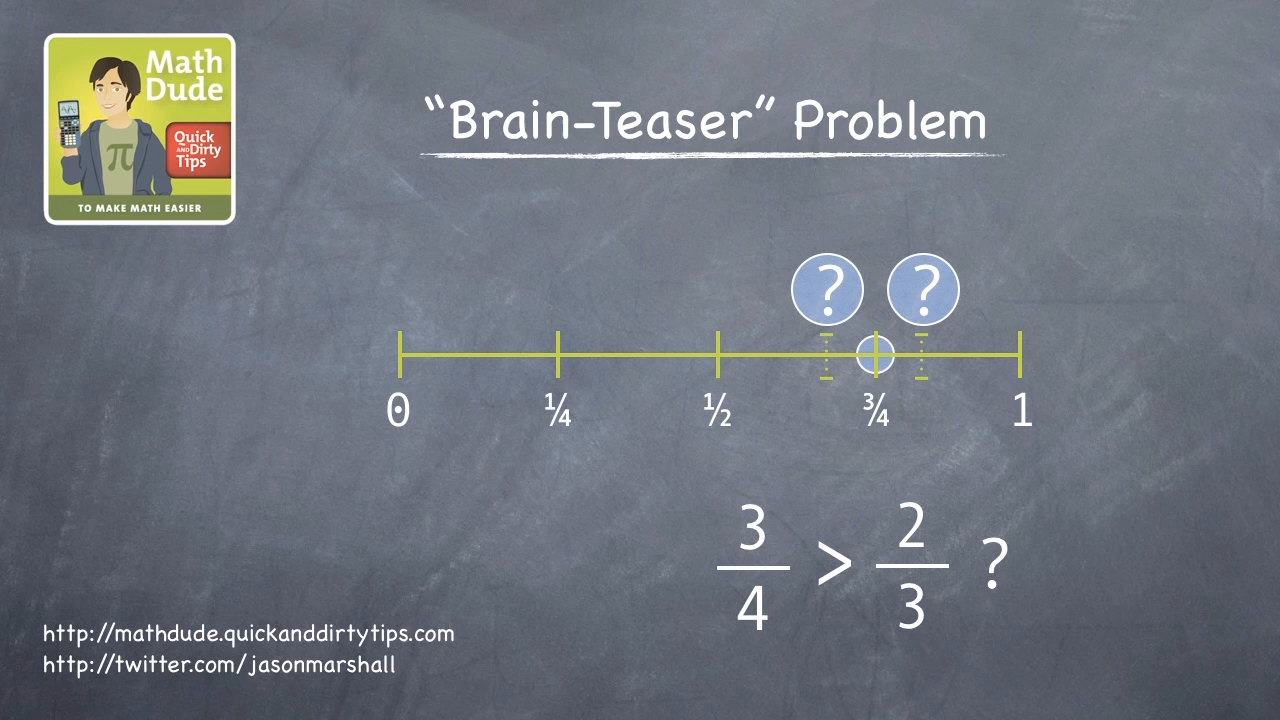 Math
Dude
Quick
AND Dirty
Tips
π
TO MAKE MATH EASIER
“Brain-Teaser” Problem
? ?
0 ¼ ½ ¾ 1
3 2
> ?
4 3
http://mathdude.quickanddirtytips.com
http://twitter.com/jasonmarshall